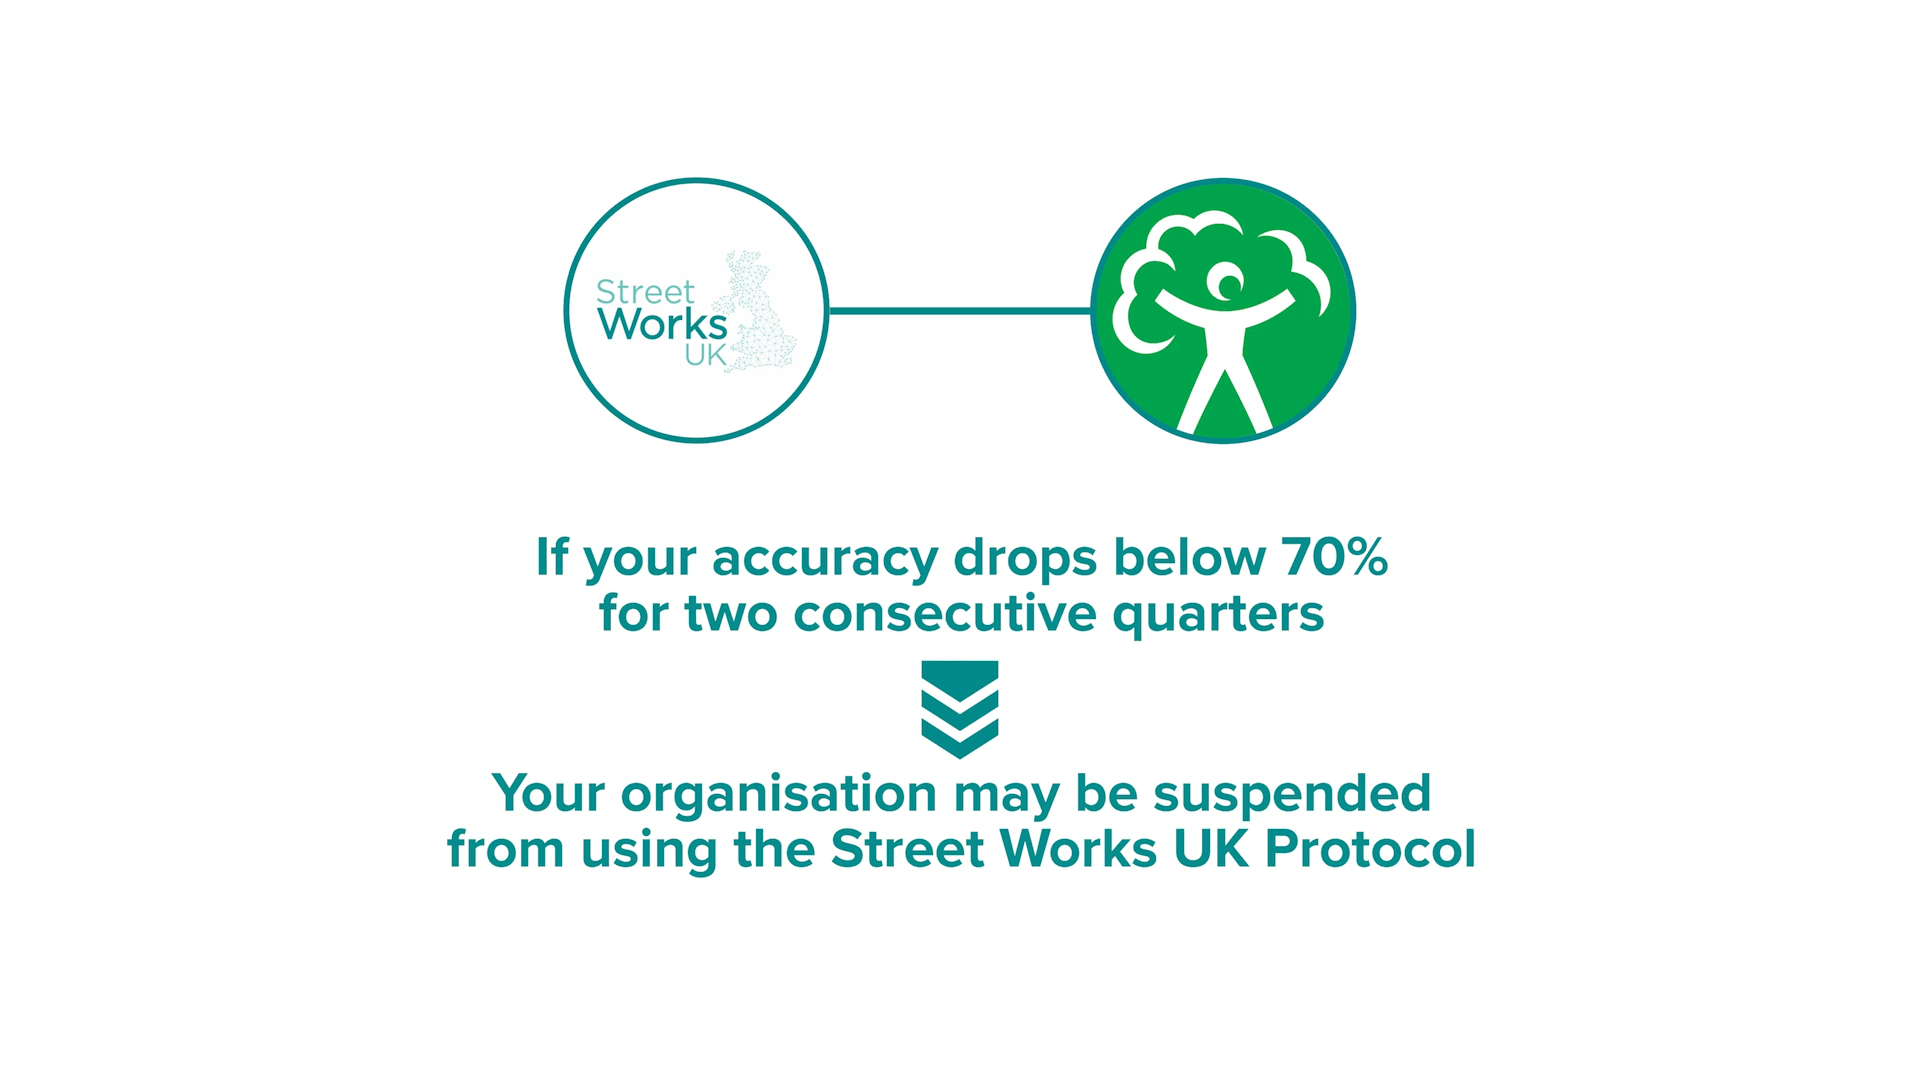 Street
Works
UK
If your accuracy drops below 70%
for two consecutive quarters
Your organisation may be suspended
from using the Street Works UK Protocol